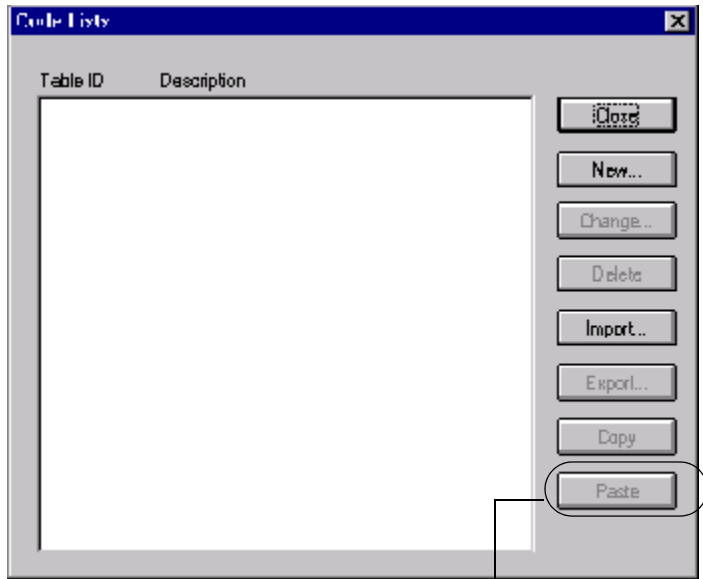 Code Lists
Table ID Description
Close
New...
Change...
Delete
Import...
Export...
Copy
Paste